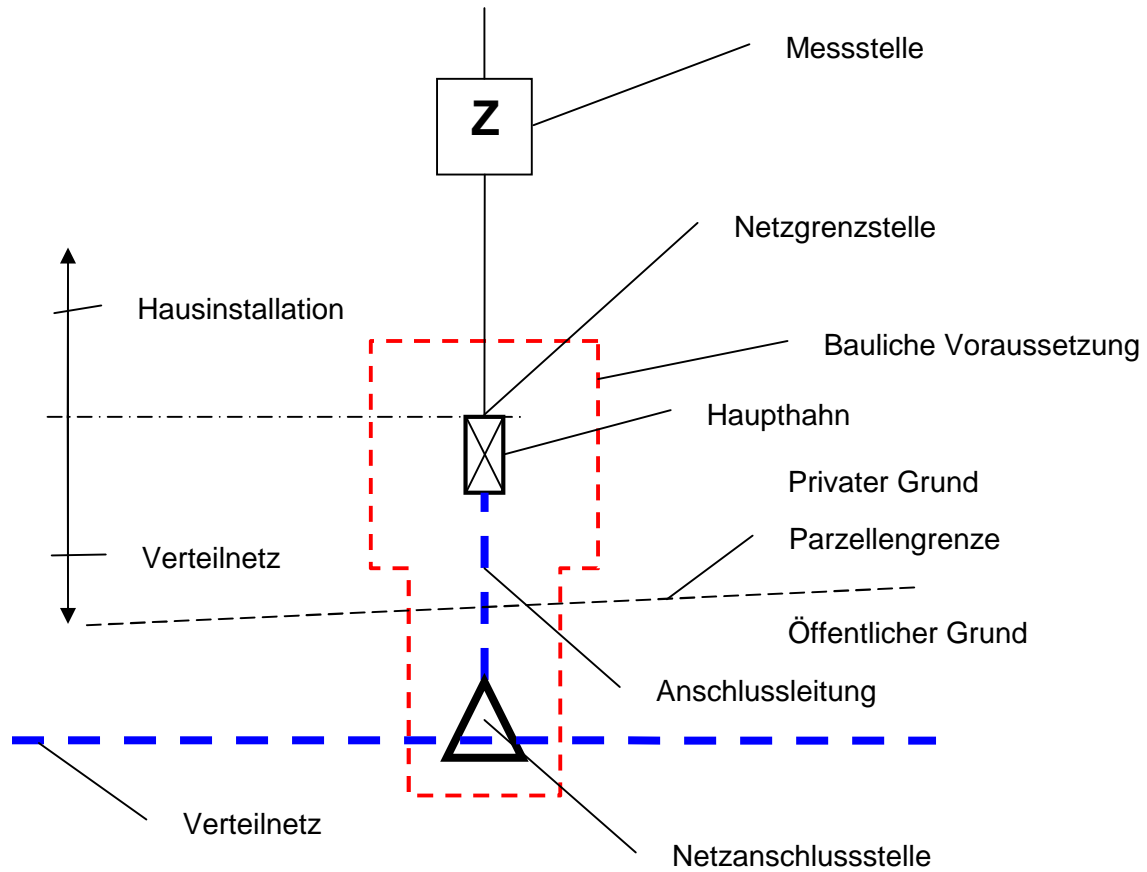 Messstelle
Z
Netzgrenzstelle
Hausinstallation
Bauliche Voraussetzung
Haupthahn
Privater Grund
Parzellengrenze
Verteilnetz
Öffentlicher Grund
Anschlussleitung
Verteilnetz
Netzanschlussstelle